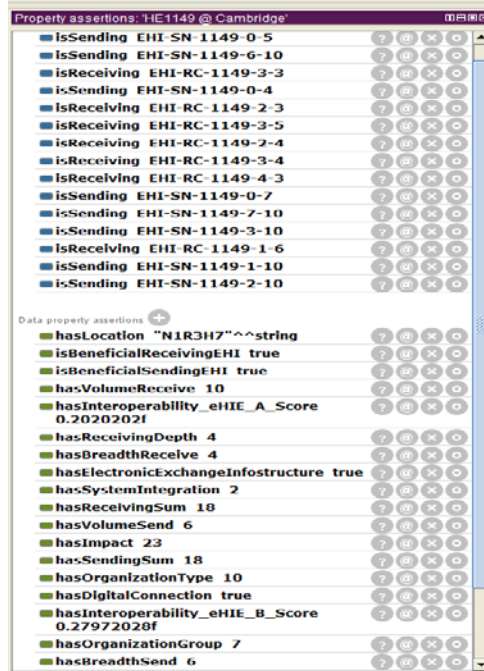 Property assertions: 'HE1149 @ Cambridge'
isSending EHI-SN-1149-0-5
isSending EHI-SN-1149-6-10
isReceiving EHI-RC-1149-3-3
isSending EHI-SN-1149-0-4
isReceiving EHI-RC-1149-2-3
isReceiving EHI-RC-1149-3-5
isReceiving EHI-RC-1149-2-4
isReceiving EHI-RC-1149-3-4
isReceiving EHI-RC-1149-4-3
isSending EHI-SN-1149-0-7
isSending EHI-SN-1149-7-10
isSending EHI-SN-1149-3-10
isReceiving EHI-RC-1149-1-6
isSending EHI-SN-1149-1-10
isSending EHI-SN-1149-2-10
Data property assertions
hasLocation "N1R3H7"^^string
isBeneficialReceivingEHI true
isBeneficialSendingEHI true
hasVolumeReceive 10
hasInteroperability_eHIE_A_Score
0.2020202f
hasReceivingDepth 4
hasBreadthReceive 4
hasElectronicExchangeInfostructure true
hasSystemIntegration 2
hasReceivingSum 18
hasVolumeSend 6
hasImpact 23
hasSendingSum 18
hasOrganizationType 10
hasDigitalConnection true
hasInteroperability_eHIE_B_Score
0.27972028f
hasOrganizationGroup 7
hasBreadthSend 6